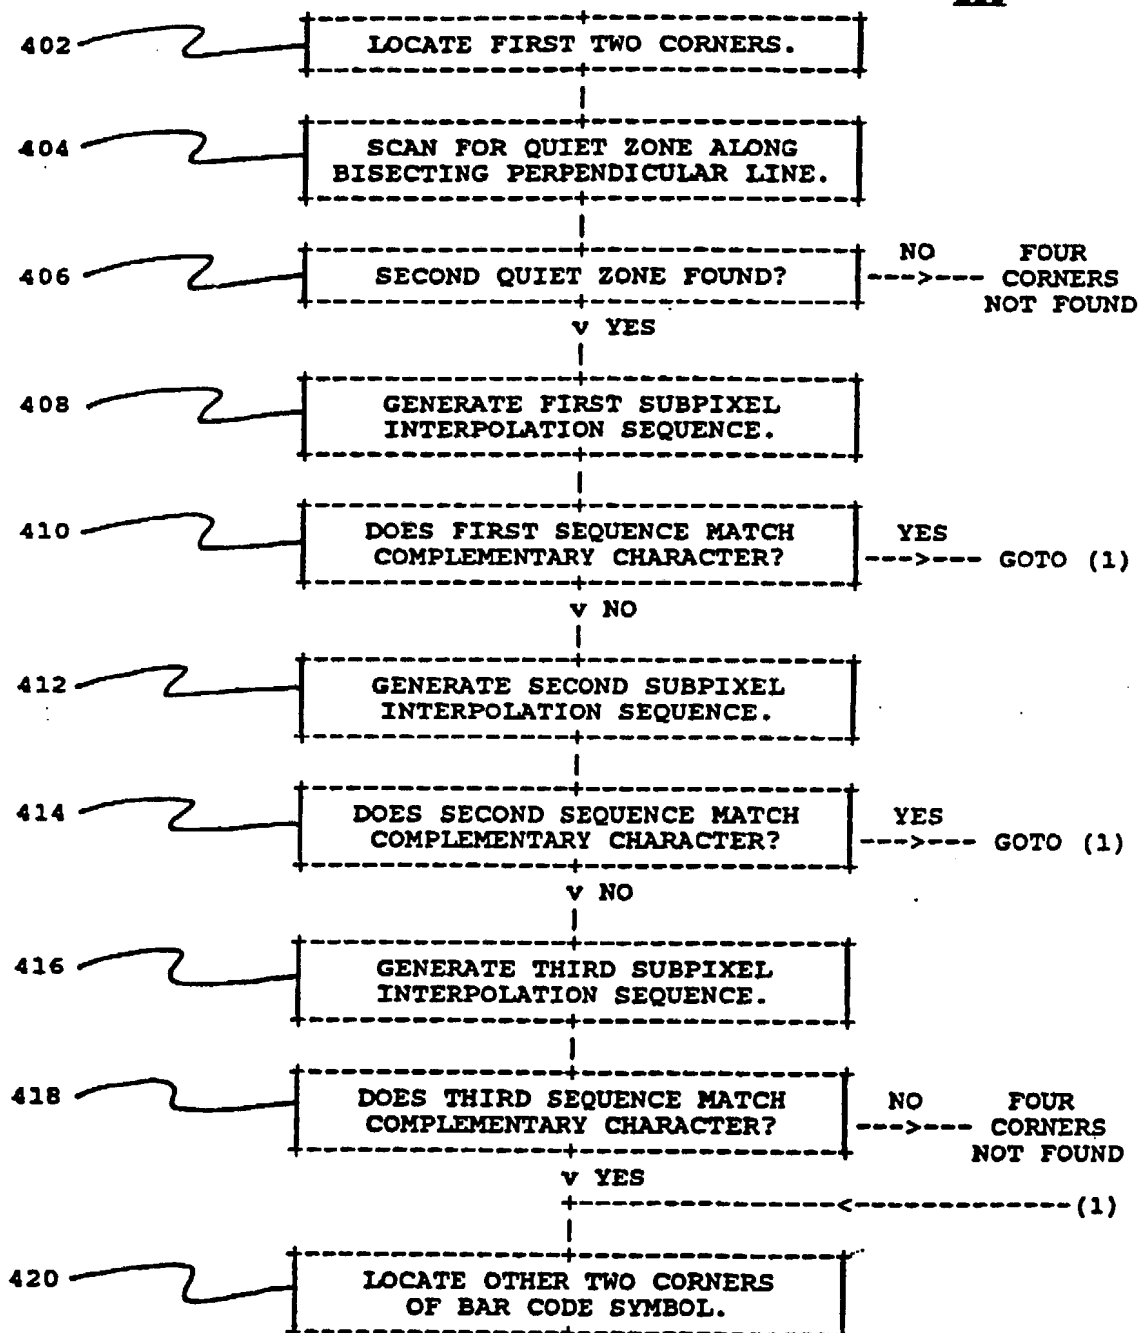 402 LOCATE FIRST TWO CORNERS.
404 SCAN FOR QUIET ZONE ALONG
BISECTING PERPENDICULAR LINE.
406 SECOND QUIET ZONE FOUND?
NO FOUR
CORNERS
NOT FOUND
v YES
408 GENERATE FIRST SUBPIXEL
INTERPOLATION SEQUENCE.
410 DOES FIRST SEQUENCE MATCH
COMPLEMENTARY CHARACTER?
YES
--->--- GOTO (1)
v NO
412 GENERATE SECOND SUBPIXEL
INTERPOLATION SEQUENCE.
414 DOES SECOND SEQUENCE MATCH
COMPLEMENTARY CHARACTER?
YES
--->--- GOTO (1)
v NO
416 GENERATE THIRD SUBPIXEL
INTERPOLATION SEQUENCE.
418 DOES THIRD SEQUENCE MATCH
COMPLEMENTARY CHARACTER?
NO FOUR
--->--- CORNERS
NOT FOUND
v YES
(1)
420 LOCATE OTHER TWO CORNERS
OF BAR CODE SYMBOL.